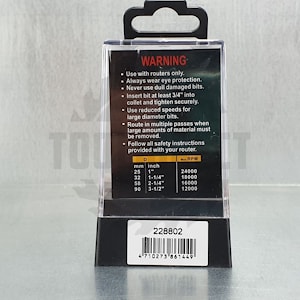 WARNING
• Use with routers only.
• Always wear eye protection.
• Never use dull damaged bits.
• Insert bit at least 3/4" into
collet and tighten securely.
• Use reduced speeds for
large diameter bits.
• Route in multiple passes when
large amounts of material must
be removed.
• Follow all safety instructions
provided with your router.
D RPM
mm inch
25 1" 24000
32 1-1/4" 18000
58 2-1/4" 16000
90 3-1/2" 12000
228802
4710273861449